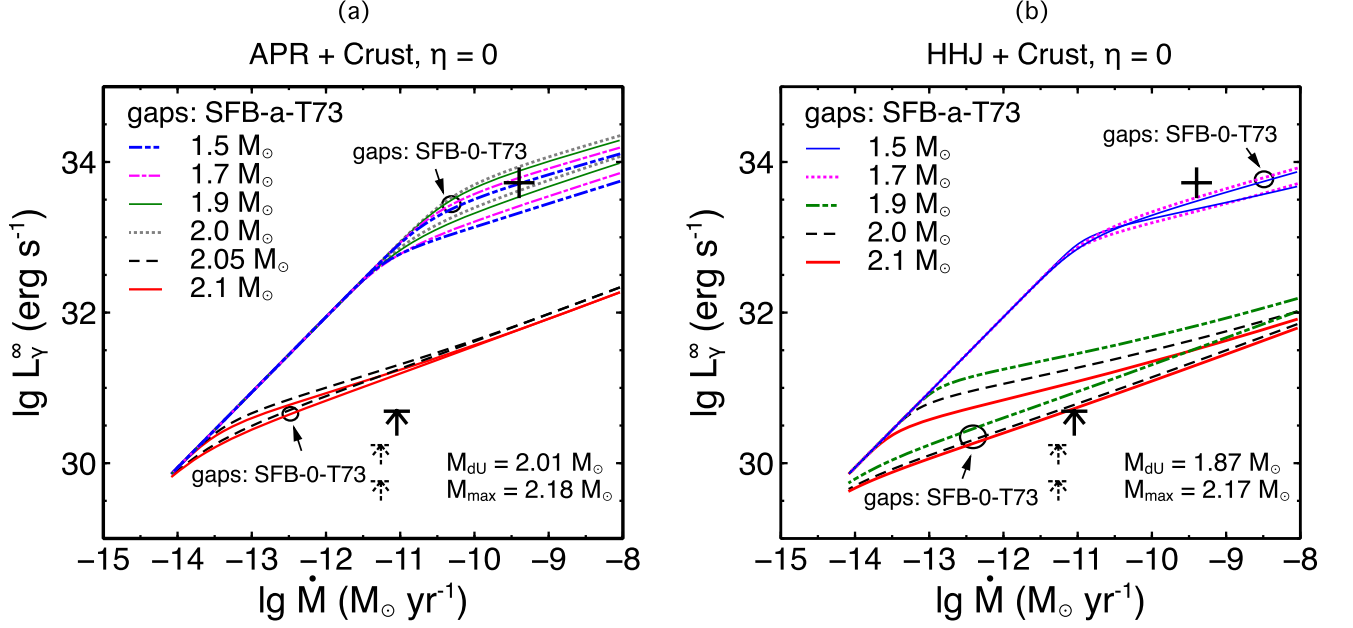 (a)
APR + Crust, η = 0
gaps: SFB-a-T73
1.5 M☉
1.7 M☉
1.9 M☉
2.0 M☉
2.05 M☉
2.1 M☉
gaps: SFB-0-T73
gaps: SFB-0-T73
M_dU = 2.01 M☉
M_max = 2.18 M☉
34
32
30
lg L_γ^∞ (erg s^-1)
−15 −14 −13 −12 −11 −10 −9 −8
lg Ṁ (M☉ yr^-1)
(b)
HHJ + Crust, η = 0
gaps: SFB-a-T73
1.5 M☉
1.7 M☉
1.9 M☉
2.0 M☉
2.1 M☉
gaps: SFB-0-T73
gaps: SFB-0-T73
M_dU = 1.87 M☉
M_max = 2.17 M☉
34
32
30
lg L_γ^∞ (erg s^-1)
−15 −14 −13 −12 −11 −10 −9 −8
lg Ṁ (M☉ yr^-1)